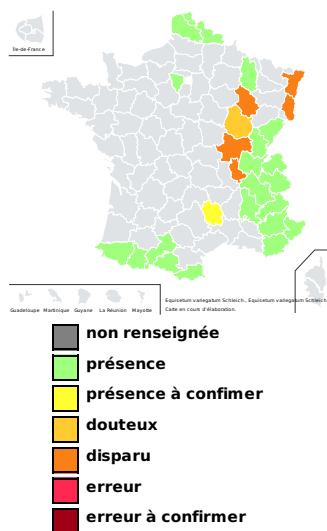 Île-de-France
Guadeloupe Martinique Guyane La Réunion Mayotte
Equisetum variegatum Schleich., Equisetum variegatum Schleich
Carte en cours d'élaboration.
non renseignée
présence
présence à confimer
douteux
disparu
erreur
erreur à confirmer